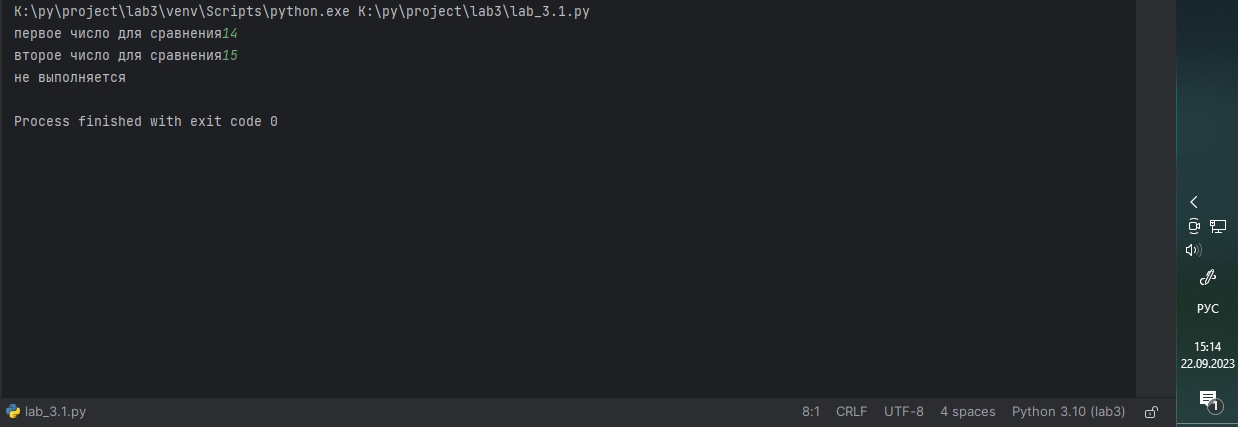 K:\py\project\lab3\venv\Scripts\python.exe K:\py\project\lab3\lab_3.1.py
первое число для сравнения14
второе число для сравнения15
не выполняется
Process finished with exit code 0
РУС
15:14
22.09.2023
1
lab_3.1.py 8:1 CRLF UTF-8 4 spaces Python 3.10 (lab3)